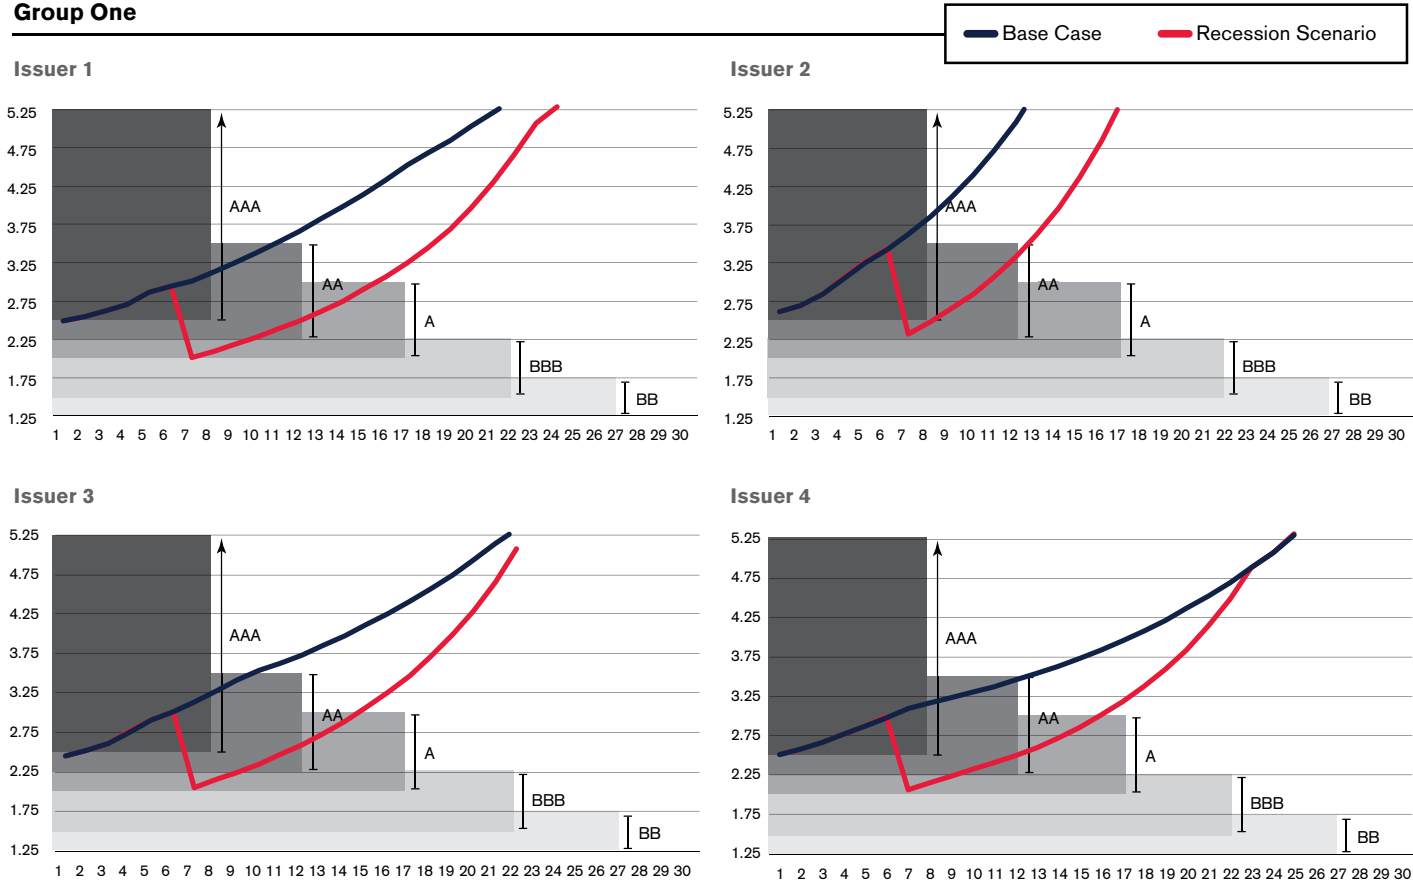 Group One
Base Case
Recession Scenario
Issuer 1
5.25
4.75
4.25
3.75
3.25
2.75
2.25
1.75
1.25
AAA
AA
A
BBB
BB
1 2 3 4 5 6 7 8 9 10 11 12 13 14 15 16 17 18 19 20 21 22 23 24 25 26 27 28 29 30
Issuer 2
5.25
4.75
4.25
3.75
3.25
2.75
2.25
1.75
1.25
AAA
AA
A
BBB
BB
1 2 3 4 5 6 7 8 9 10 11 12 13 14 15 16 17 18 19 20 21 22 23 24 25 26 27 28 29 30
Issuer 3
5.25
4.75
4.25
3.75
3.25
2.75
2.25
1.75
1.25
AAA
AA
A
BBB
BB
1 2 3 4 5 6 7 8 9 10 11 12 13 14 15 16 17 18 19 20 21 22 23 24 25 26 27 28 29 30
Issuer 4
5.25
4.75
4.25
3.75
3.25
2.75
2.25
1.75
1.25
AAA
AA
A
BBB
BB
1 2 3 4 5 6 7 8 9 10 11 12 13 14 15 16 17 18 19 20 21 22 23 24 25 26 27 28 29 30